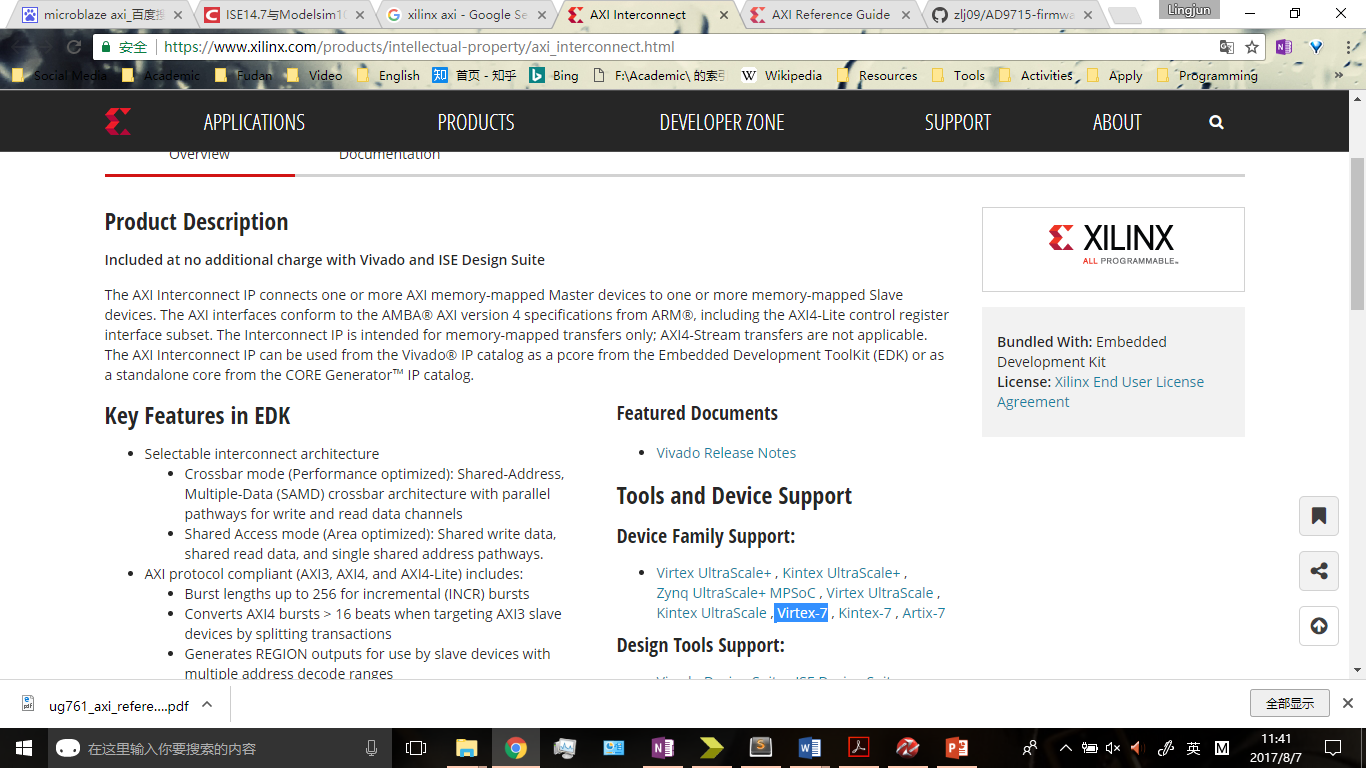 microblaze axi_百度搜
ISE14.7与Modelsim10
xilinx axi - Google Se
AXI Interconnect
AXI Reference Guide
zlj09/AD9715-firmwa
Lingjun
安全
https://www.xilinx.com/products/intellectual-property/axi_interconnect.html
Social Media
Academic
Fudan
Video
English
知 首页 - 知乎
Bing
F:\Academic\ 的索引
W Wikipedia
Resources
Tools
Activities
Apply
Programming
»
APPLICATIONS
PRODUCTS
DEVELOPER ZONE
SUPPORT
ABOUT
Overview
Documentation
Product Description
Included at no additional charge with Vivado and ISE Design Suite
The AXI Interconnect IP connects one or more AXI memory-mapped Master devices to one or more memory-mapped Slave
devices. The AXI interfaces conform to the AMBA® AXI version 4 specifications from ARM®, including the AXI4-Lite control register
interface subset. The Interconnect IP is intended for memory-mapped transfers only; AXI4-Stream transfers are not applicable.
The AXI Interconnect IP can be used from the Vivado® IP catalog as a pcore from the Embedded Development ToolKit (EDK) or as
a standalone core from the CORE Generator™ IP catalog.
Key Features in EDK
• Selectable interconnect architecture
• Crossbar mode (Performance optimized): Shared-Address,
Multiple-Data (SAMD) crossbar architecture with parallel
pathways for write and read data channels
• Shared Access mode (Area optimized): Shared write data,
shared read data, and single shared address pathways.
• AXI protocol compliant (AXI3, AXI4, and AXI4-Lite) includes:
• Burst lengths up to 256 for incremental (INCR) bursts
• Converts AXI4 bursts > 16 beats when targeting AXI3 slave
devices by splitting transactions
• Generates REGION outputs for use by slave devices with
multiple address decode ranges
Featured Documents
• Vivado Release Notes
Tools and Device Support
Device Family Support:
• Virtex UltraScale+ , Kintex UltraScale+ ,
Zynq UltraScale+ MPSoC , Virtex UltraScale ,
Kintex UltraScale , Virtex-7 , Kintex-7 , Artix-7
Design Tools Support:
Vivado Design Suite , ISE Design Suite
XILINX
ALL PROGRAMMABLE™
Bundled With: Embedded
Development Kit
License: Xilinx End User License
Agreement
ug761_axi_refere....pdf
全部显示
在这里输入你要搜索的内容
英
M
11:41
2017/8/7